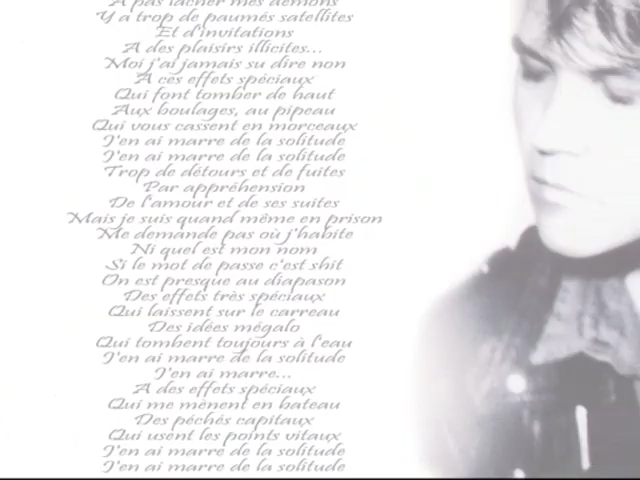 A pas lâcher mes démons
Y'a trop de paumés satellites
Et d'invitations
A des plaisirs illicites...
Moi j'ai jamais su dire non
A ces effets spéciaux
Qui font tomber de haut
Aux boulages, au pipeau
Qui vous cassent en morceaux
J'en ai marre de la solitude
J'en ai marre de la solitude
Trop de détours et de fuites
Par appréhension
De l'amour et de ses suites
Mais je suis quand même en prison
Me demande pas où j'habite
Ni quel est mon nom
Si le mot de passe c'est shit
On est presque au diapason
Des effets très spéciaux
Qui laissent sur le carreau
Des idées mégalo
Qui tombent toujours à l'eau
J'en ai marre de la solitude
J'en ai marre...
A des effets spéciaux
Qui me mènent en bateau
Des péchés capitaux
Qui usent les points vitaux
J'en ai marre de la solitude
J'en ai marre de la solitude